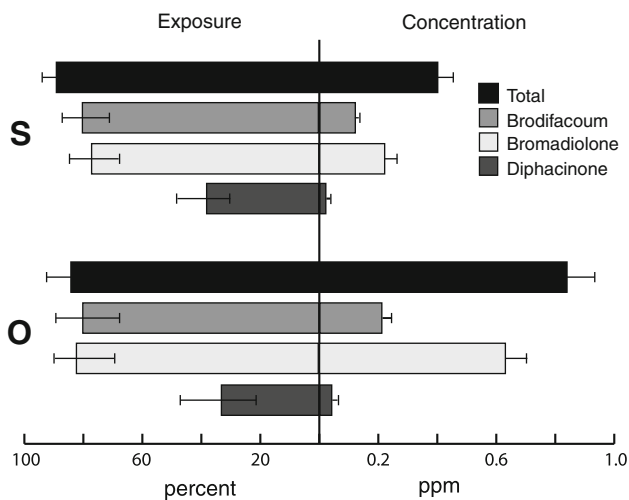 Exposure Concentration
Total
Brodifacoum
Bromadiolone
Diphacinone
S
O
100 60 20 0.2 0.6 1.0
percent ppm